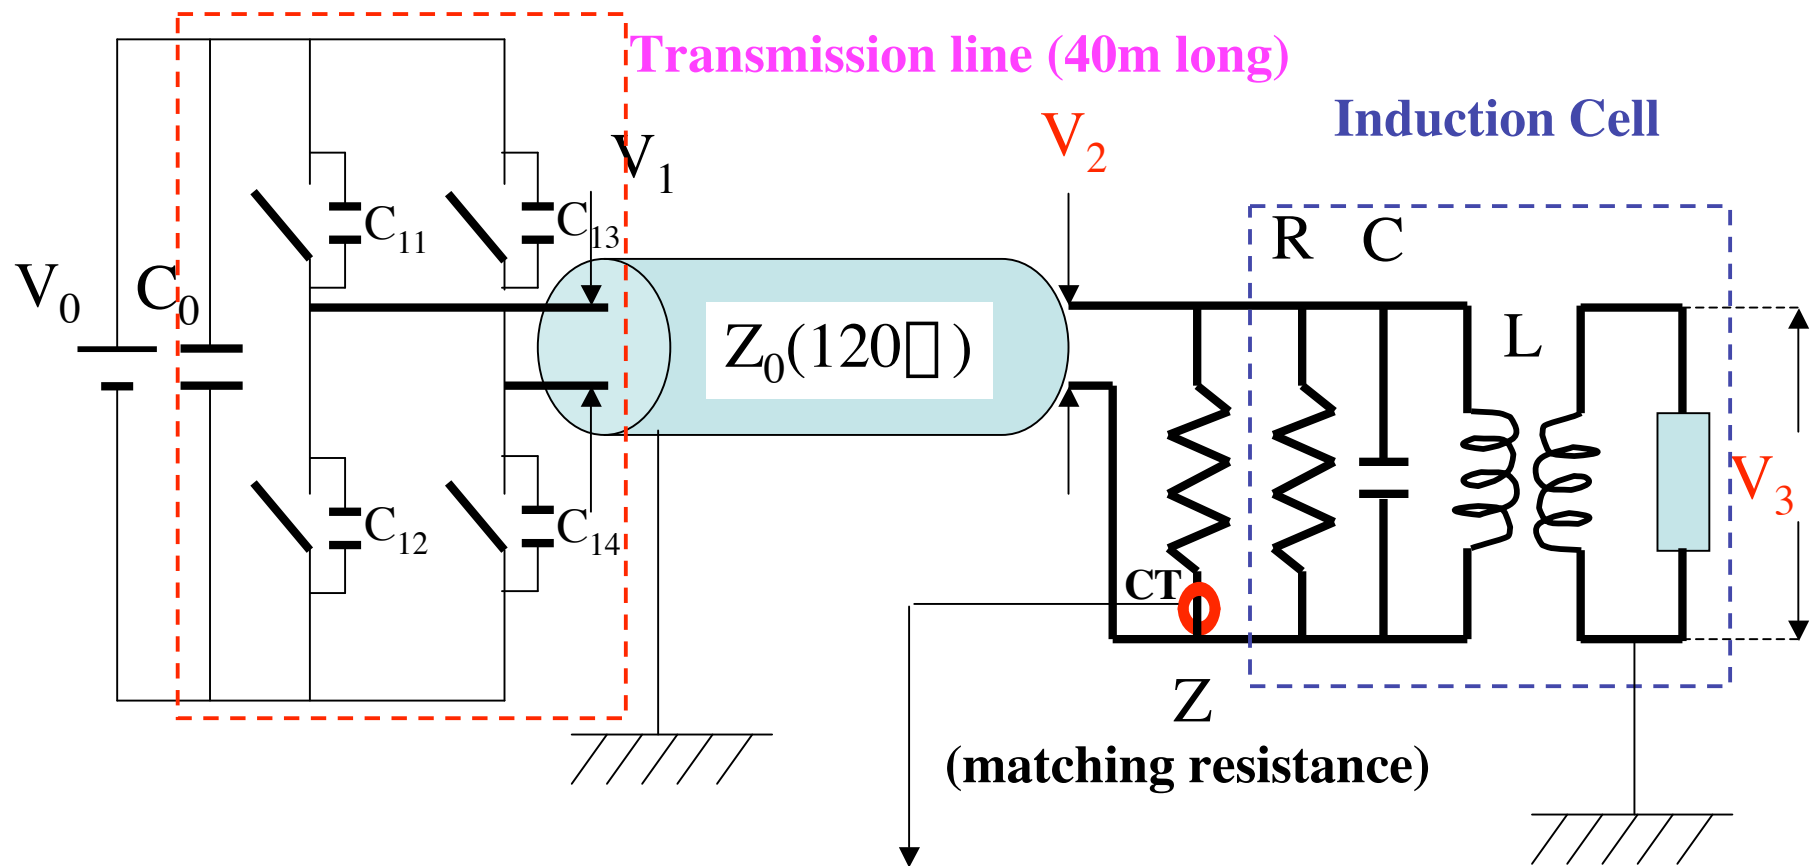 Transmission line (40m long)
Induction Cell
V1
V2
R
C
C11
C13
V0
C0
Z0(120□ )
L
V3
C12
C14
CT
Z
(matching resistance)